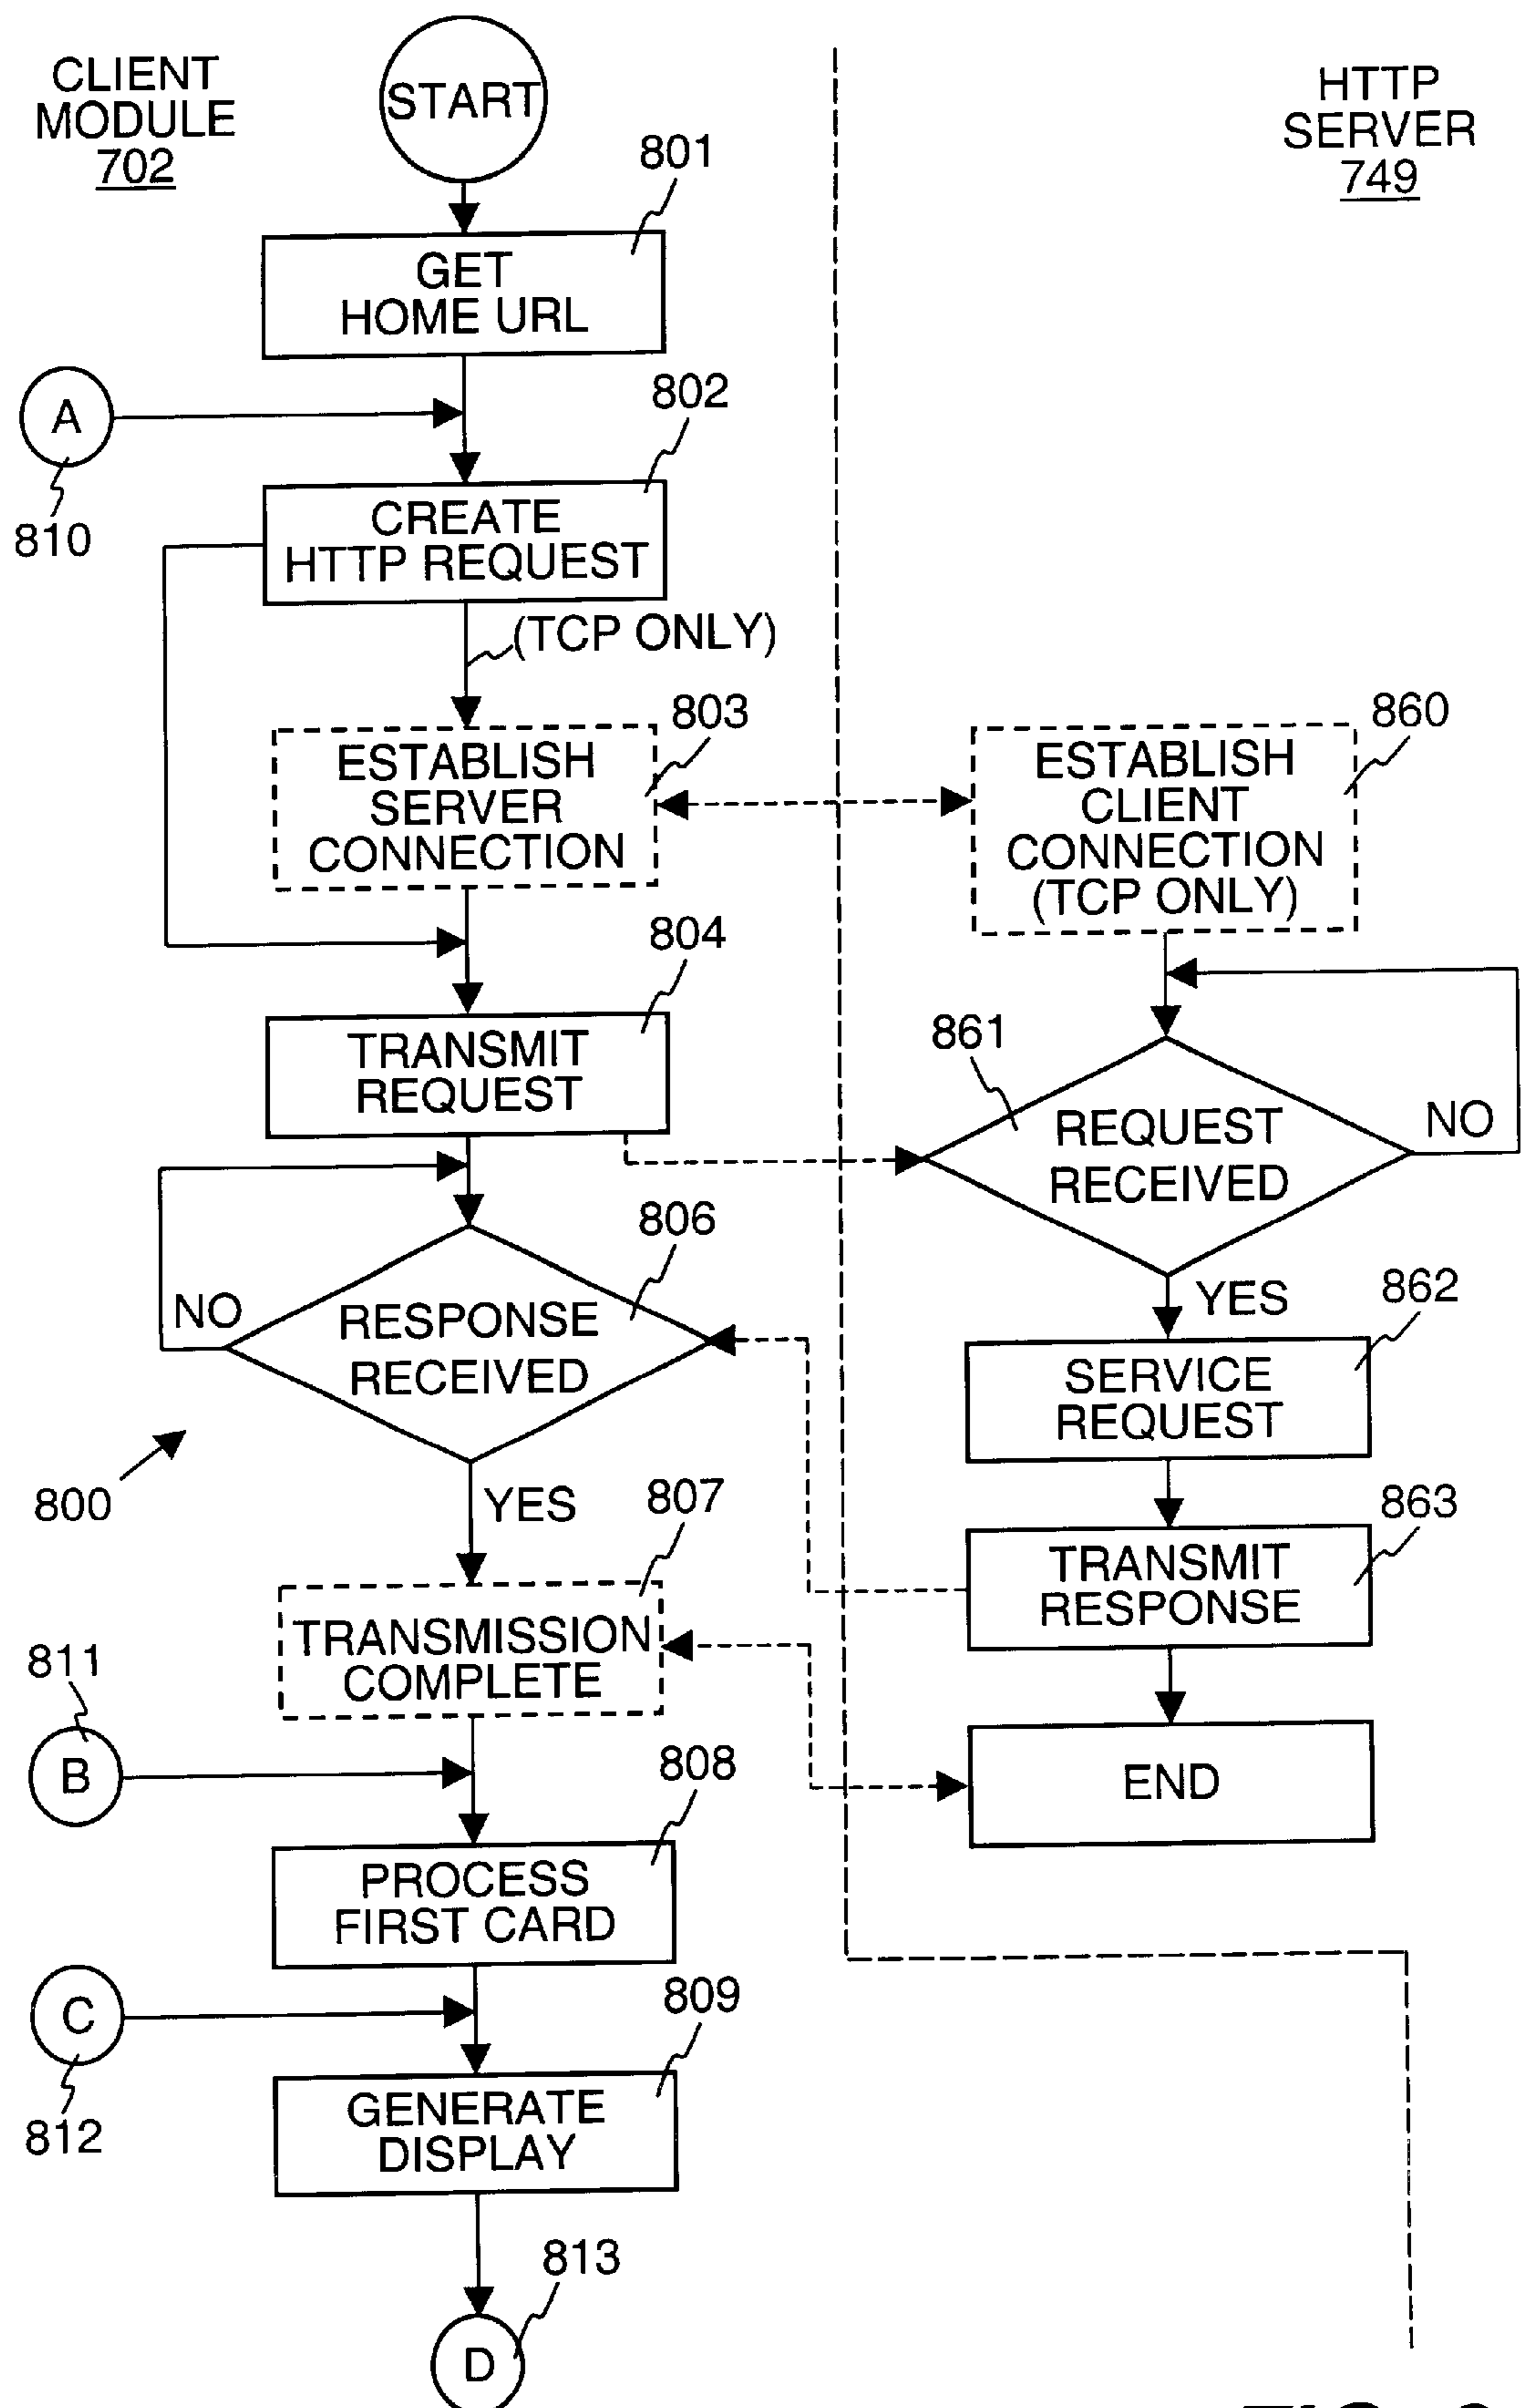 CLIENT
MODULE
702
START
HTTP
SERVER
749
801
GET
HOME URL
A
810
802
CREATE
HTTP REQUEST
(TCP ONLY)
803
ESTABLISH
SERVER
CONNECTION
860
ESTABLISH
CLIENT
CONNECTION
(TCP ONLY)
804
TRANSMIT
REQUEST
861
REQUEST
RECEIVED
NO
YES
806
RESPONSE
RECEIVED
NO
YES
862
SERVICE
REQUEST
800
863
TRANSMIT
RESPONSE
807
TRANSMISSION
COMPLETE
END
811
B
808
PROCESS
FIRST CARD
C
812
809
GENERATE
DISPLAY
813
D